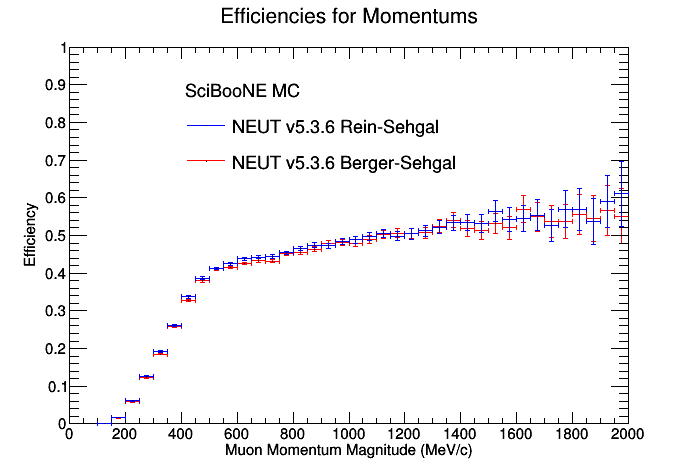 Efficiencies for Momentums
1
0.9
0.8
0.7
0.6
0.5
0.4
0.3
0.2
0.1
0
Efficiency
SciBooNE MC
NEUT v5.3.6 Rein-Sehgal
NEUT v5.3.6 Berger-Sehgal
0 200 400 600 800 1000 1200 1400 1600 1800 2000
Muon Momentum Magnitude (MeV/c)